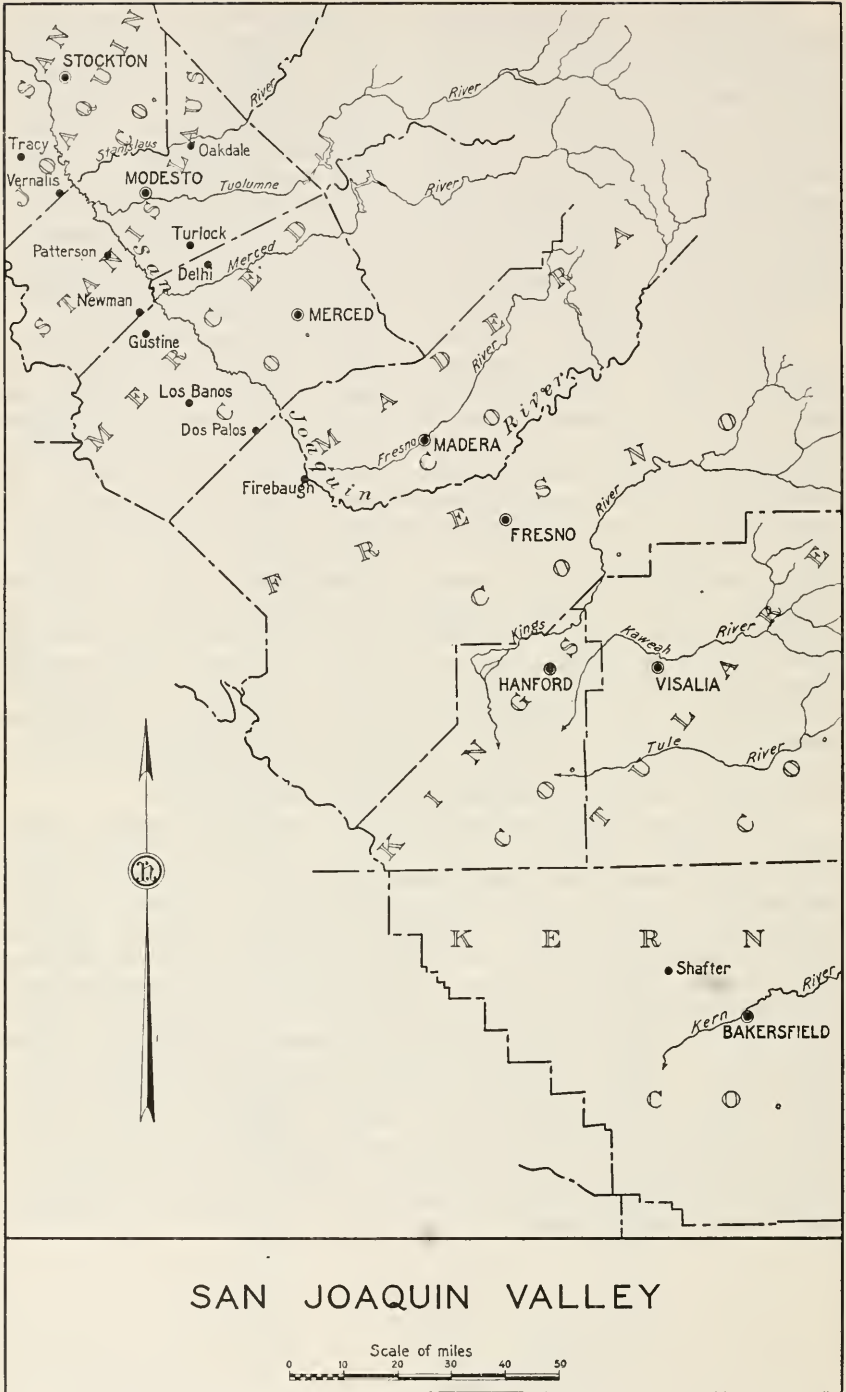 SAN JOAQUIN CO.
STOCKTON
River
River
Tracy
Stanislaus
Oakdale
Vernalis
MODESTO
Tuolumne
River
STANISLAUS
Turlock
Patterson
San
Merced
Delhi
Newman
MERCED
Gustine
MERCED CO.
River
Los Banos
MADERA CO.
River
Dos Palos
Joaquin
Fresno
MADERA
Firebaugh
River
FRESNO CO.
FRESNO
Kings
Kaweah
River
HANFORD
VISALIA
KINGS CO.
Tule
River
TULARE CO.
N
KERN
Shafter
River
Kern
BAKERSFIELD
CO.
SAN JOAQUIN VALLEY
Scale of miles
0 10 20 30 40 50